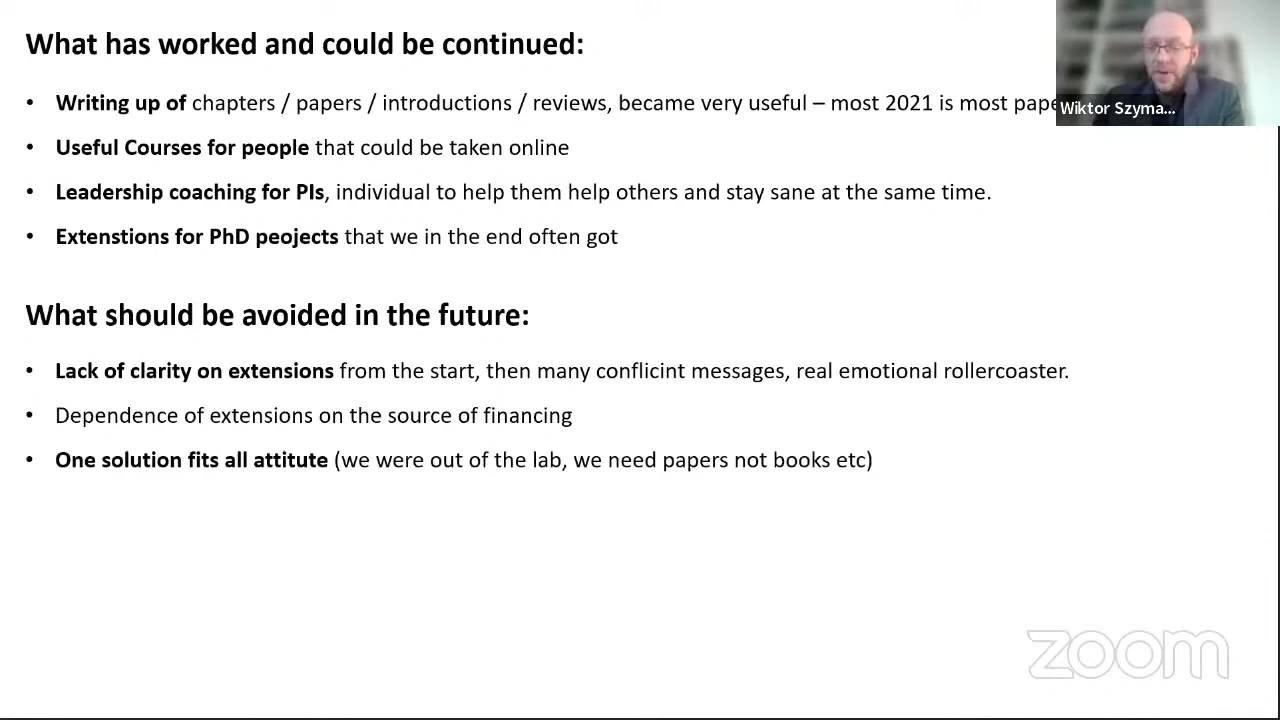 What has worked and could be continued:
• Writing up of chapters / papers / introductions / reviews, became very useful – most 2021 is most pape
Wiktor Szyma...
• Useful Courses for people that could be taken online
• Leadership coaching for PIs, individual to help them help others and stay sane at the same time.
• Extenstions for PhD peojects that we in the end often got
What should be avoided in the future:
• Lack of clarity on extensions from the start, then many conflicint messages, real emotional rollercoaster.
• Dependence of extensions on the source of financing
• One solution fits all attitute (we were out of the lab, we need papers not books etc)
zoom